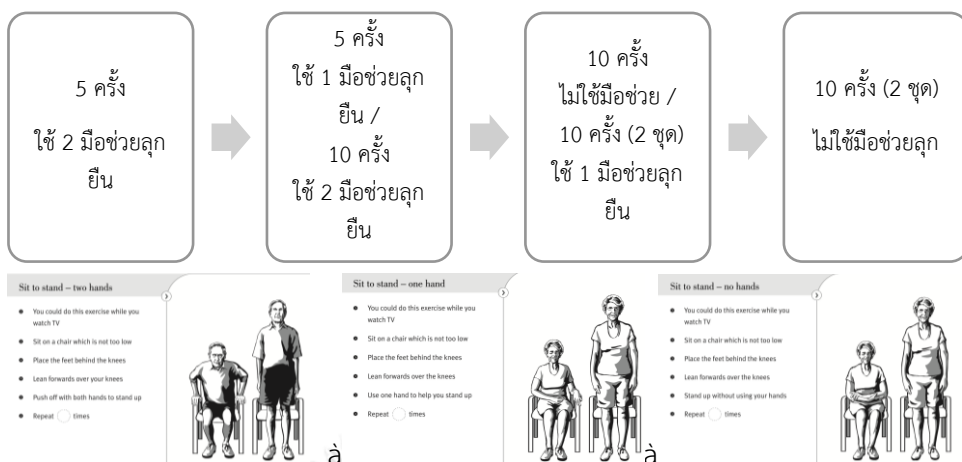 5 ครั้ง
ใช้ 2 มือช่วยลุก
ยืน
5 ครั้ง
ใช้ 1 มือช่วยลุก
ยืน /
10 ครั้ง
ใช้ 2 มือช่วยลุก
ยืน
10 ครั้ง
ไม่ใช้มือช่วย /
10 ครั้ง (2 ชุด)
ใช้ 1 มือช่วยลุก
ยืน
10 ครั้ง (2 ชุด)
ไม่ใช้มือช่วยลุก
Sit to stand – two hands
You could do this exercise while you
watch TV
Sit on a chair which is not too low
Place the feet behind the knees
Lean forwards over your knees
Push off with both hands to stand up
Repeat times
à
Sit to stand – one hand
You could do this exercise while you
watch TV
Sit on a chair which is not too low
Place the feet behind the knees
Lean forwards over the knees
Use one hand to help you stand up
Repeat times
à
Sit to stand – no hands
You could do this exercise while you
watch TV
Sit on a chair which is not too low
Place the feet behind the knees
Lean forwards over the knees
Stand up without using your hands
Repeat times